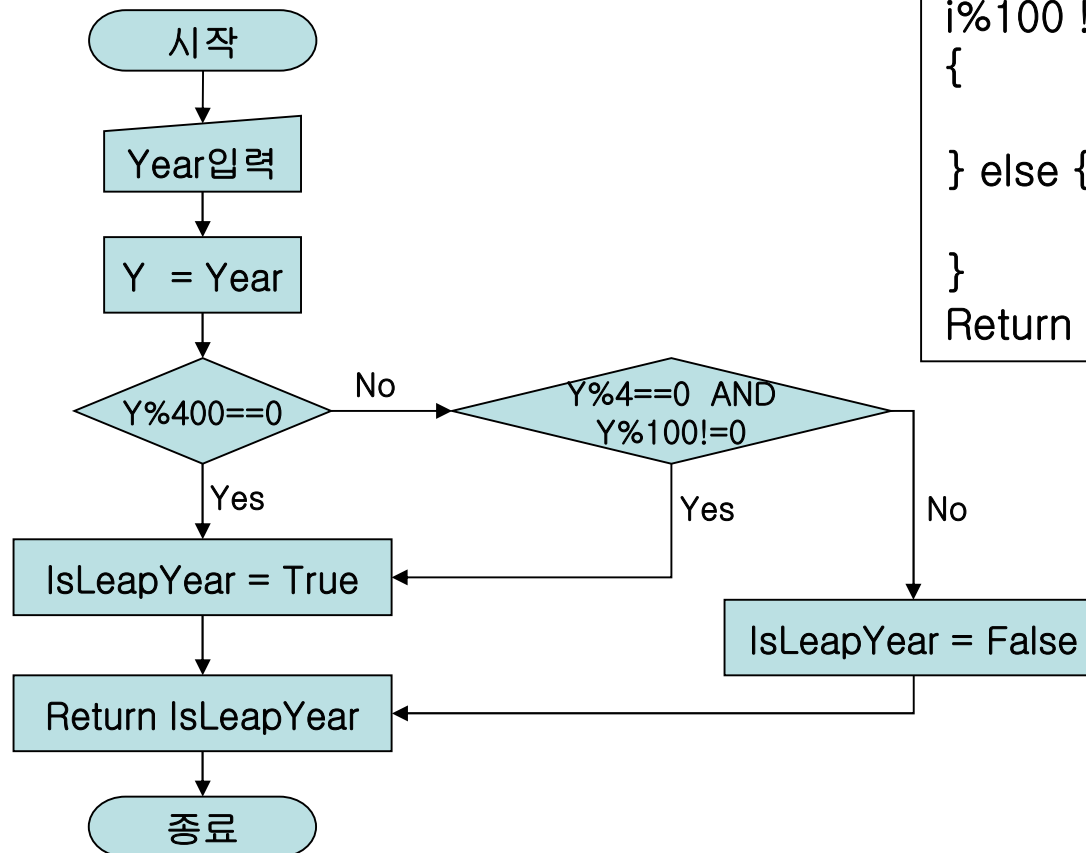 시작
Year입력
Y = Year
Y%400==0
No
Y%4==0 AND
Y%100!=0
Yes
Yes
No
IsLeapYear = True
IsLeapYear = False
Return IsLeapYear
종료
i%100 !
{
} else {
}
Return